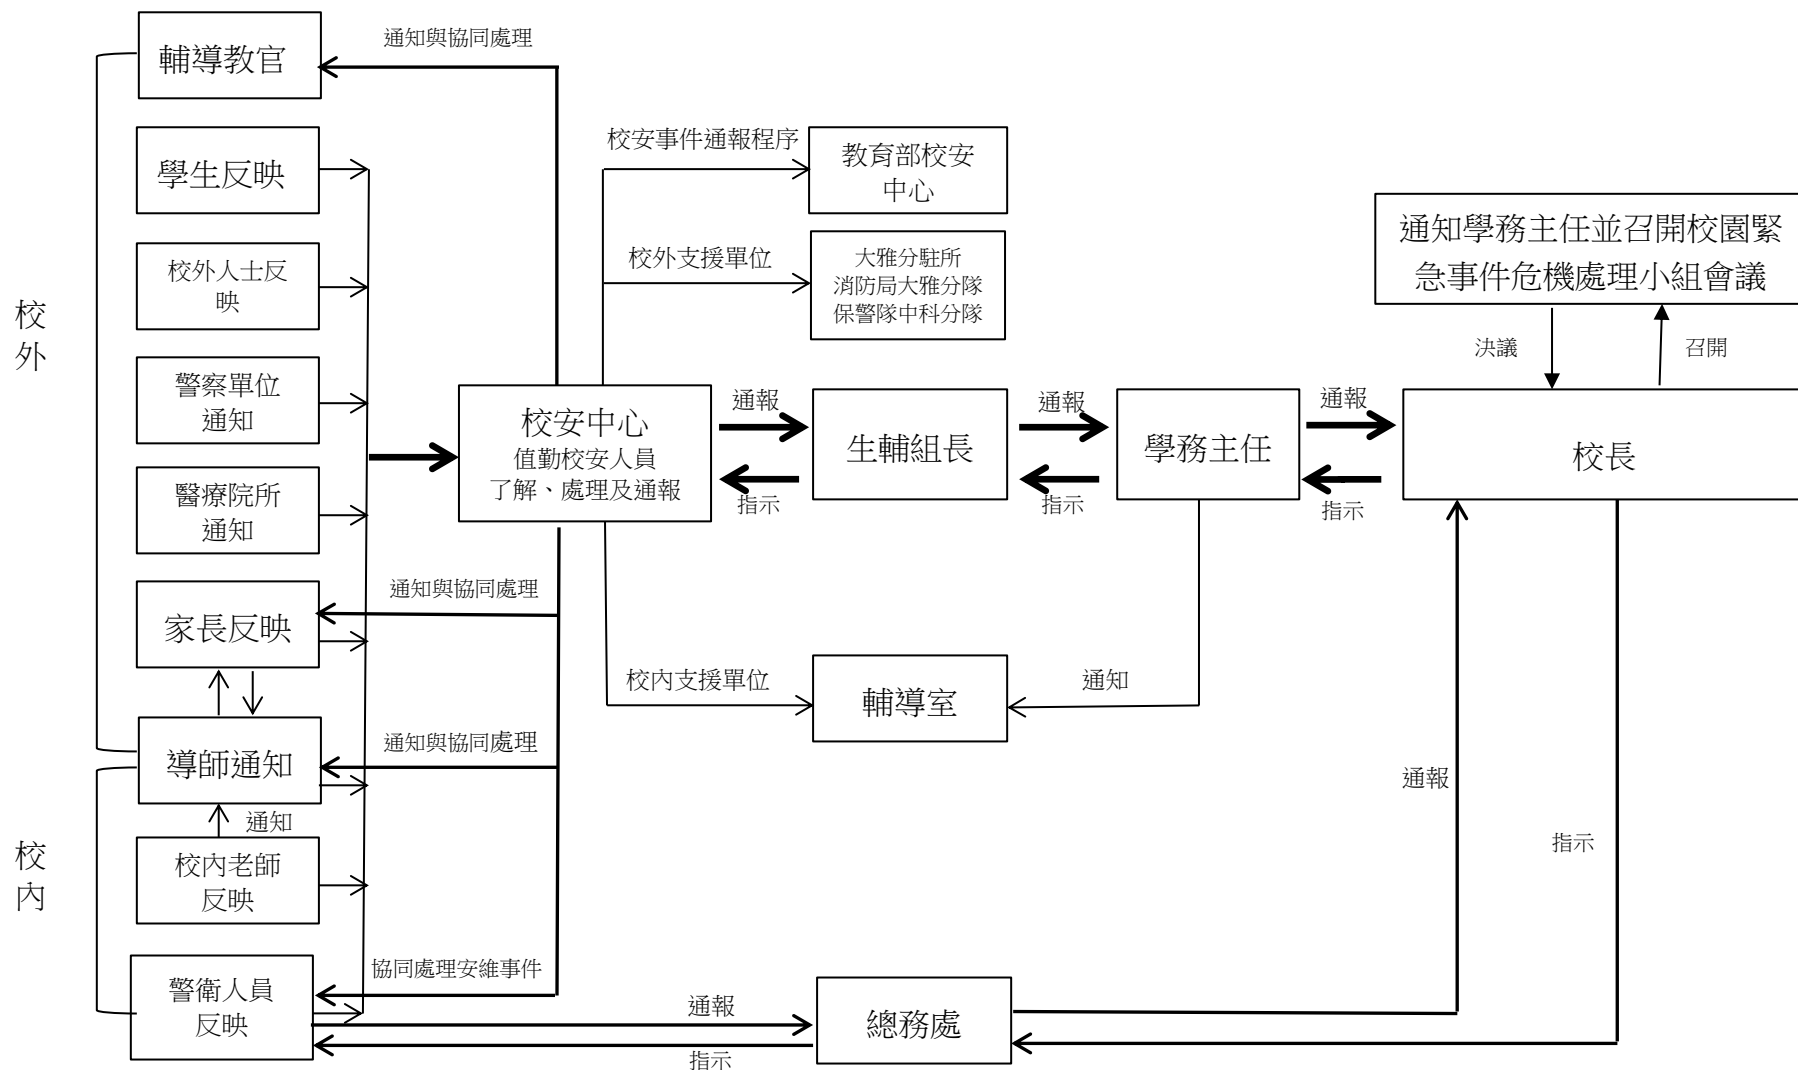 輔導教官
通知與協同處理
學生反映
校安事件通報程序
教育部校安
中心
校外人士反
映
校外支援單位
大雅分駐所
消防局大雅分隊
保警隊中科分隊
通知學務主任並召開校園緊
急事件危機處理小組會議
校
外
決議
召開
警察單位
通知
校安中心
值勤校安人員
了解、處理及通報
通報
指示
生輔組長
通報
指示
學務主任
通報
指示
校長
醫療院所
通知
家長反映
通知與協同處理
校內支援單位
輔導室
通知
導師通知
通知與協同處理
通知
通報
指示
校
內
校內老師
反映
警衛人員
反映
協同處理安維事件
通報
指示
總務處